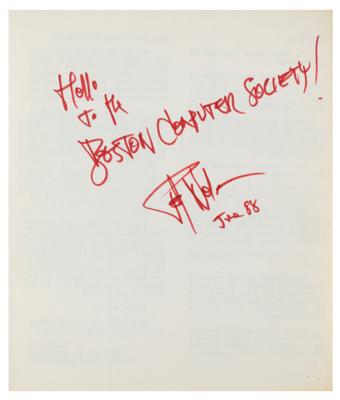 Hello
to the
BOSTON COMPUTER SOCIETY!
June 88